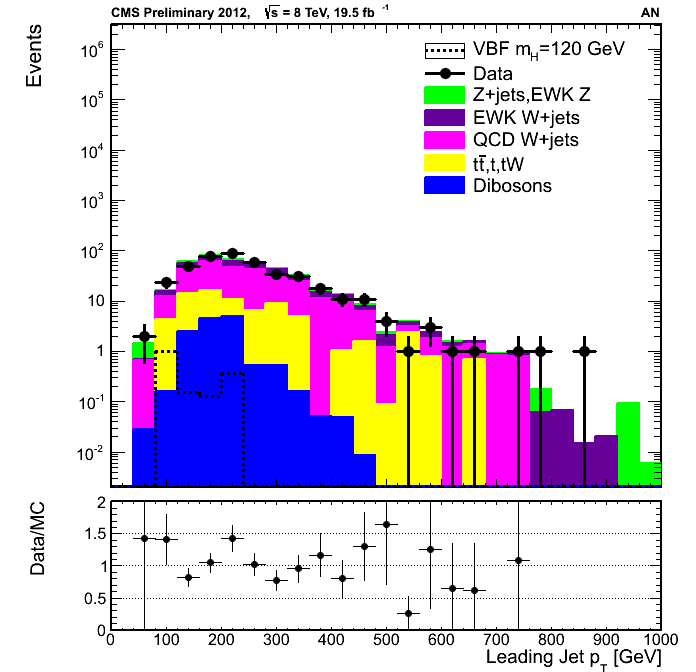 CMS Preliminary 2012, √s = 8 TeV, 19.5 fb⁻¹ AN
Events
VBF m_H=120 GeV
Data
Z+jets,EWK Z
EWK W+jets
QCD W+jets
tt̄,t,tW
Dibosons
10⁶
10⁵
10⁴
10³
10²
10
1
10⁻¹
10⁻²
Data/MC
2
1.5
1
0.5
0
0 100 200 300 400 500 600 700 800 900 1000
Leading Jet p_T [GeV]